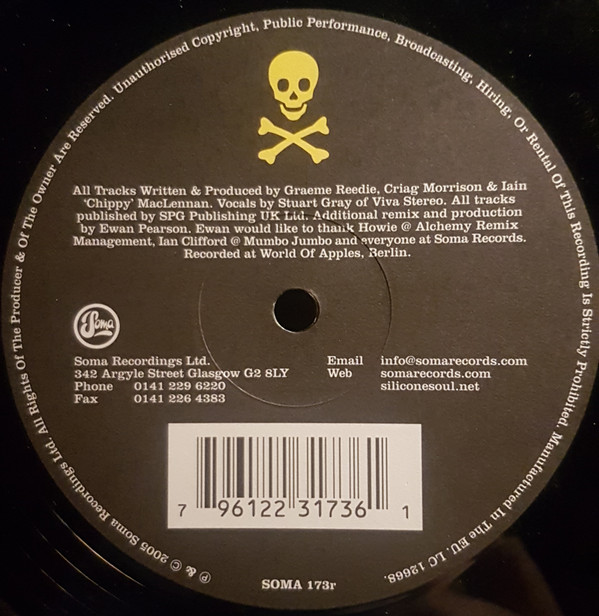 ℗ & © 2005 Soma Recordings Ltd. All Rights Of The Producer & Of The Owner Are Reserved. Unauthorised Copyright, Public Performance, Broadcasting, Hiring, Or Rental Of This Recording Is Strictly Prohibited. Manufactured In The EU. LC 12668.
All Tracks Written & Produced by Graeme Reedie, Criag Morrison & Iain
'Chippy' MacLennan. Vocals by Stuart Gray of Viva Stereo. All tracks
published by SPG Publishing UK Ltd. Additional remix and production
by Ewan Pearson. Ewan would like to thank Howie @ Alchemy Remix
Management, Ian Clifford @ Mumbo Jumbo and everyone at Soma Records.
Recorded at World Of Apples, Berlin.
Soma
Soma Recordings Ltd.
342 Argyle Street Glasgow G2 8LY
Phone 0141 229 6220
Fax 0141 226 4383
Email info@somarecords.com
Web somarecords.com
siliconesoul.net
7 96122 31736 1
SOMA 173r